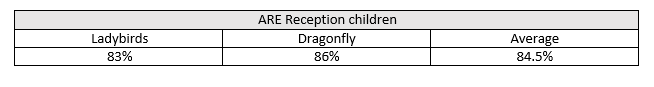 ARE Reception children
Ladybirds Dragonfly Average
83% 86% 84.5%